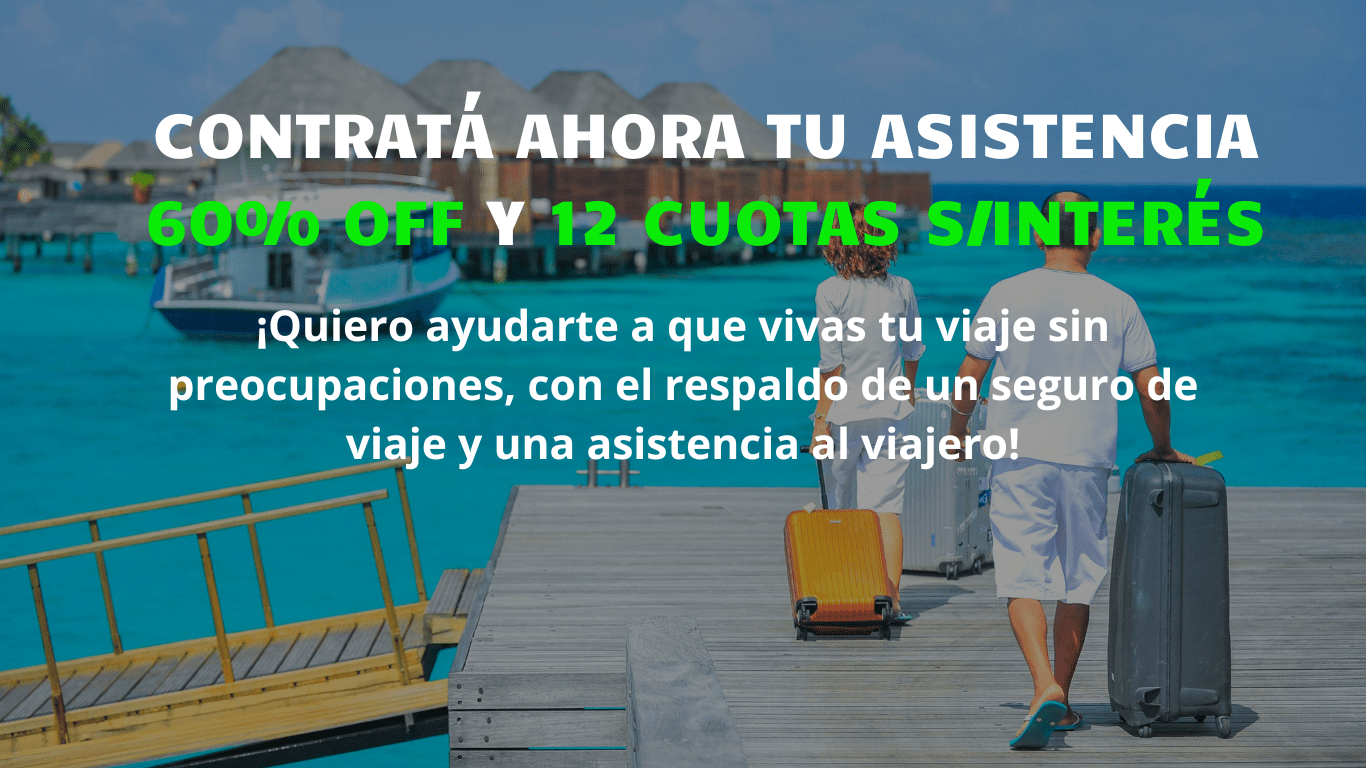 CONTRATÁ AHORA TU ASISTENCIA
60% OFF Y 12 CUOTAS S/INTERÉS
¡Quiero ayudarte a que vivas tu viaje sin
preocupaciones, con el respaldo de un seguro de
viaje y una asistencia al viajero!